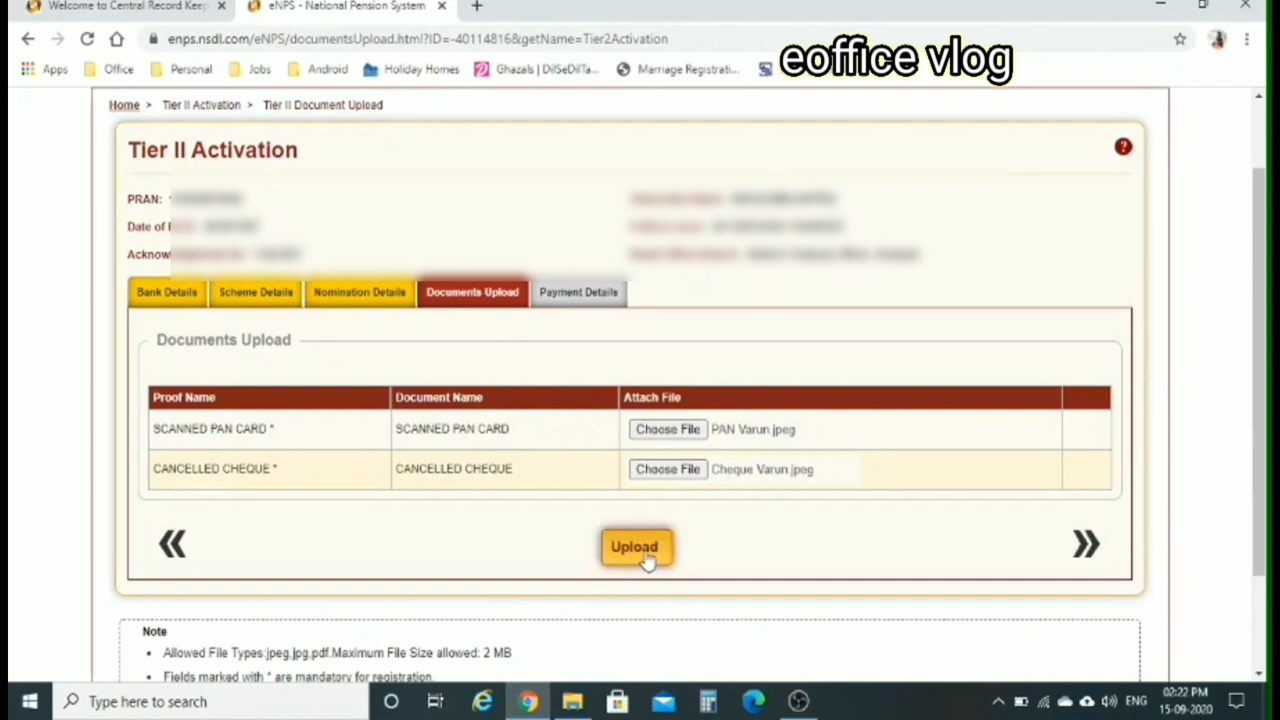 Welcome to Central Record Keep
eNPS - National Pension System
enps.nsdl.com/eNPS/documentsUpload.html?ID=-40114816&getName=Tier2Activation
eoffice vlog
Apps Office Personal Jobs Android Holiday Homes Ghazals | DilSeDilTa... Marriage Registrati...
Home > Tier II Activation > Tier II Document Upload
Tier II Activation
?
PRAN:
Date of
Acknow
Bank Details Scheme Details Nomination Details Documents Upload Payment Details
Documents Upload
Proof Name Document Name Attach File
SCANNED PAN CARD * SCANNED PAN CARD Choose File PAN Varun.jpeg
CANCELLED CHEQUE * CANCELLED CHEQUE Choose File Cheque Varun.jpeg
Upload
Note
Allowed File Types:jpeg,jpg,pdf.Maximum File Size allowed: 2 MB
Fields marked with * are mandatory for registration.
Type here to search
ENG
02:22 PM
15-09-2020